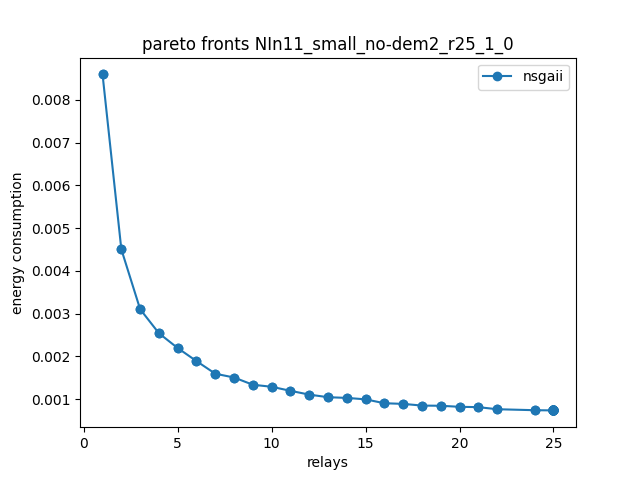 pareto fronts NIn11_small_no-dem2_r25_1_0
nsgaii
energy consumption
0.008
0.007
0.006
0.005
0.004
0.003
0.002
0.001
0 5 10 15 20 25
relays